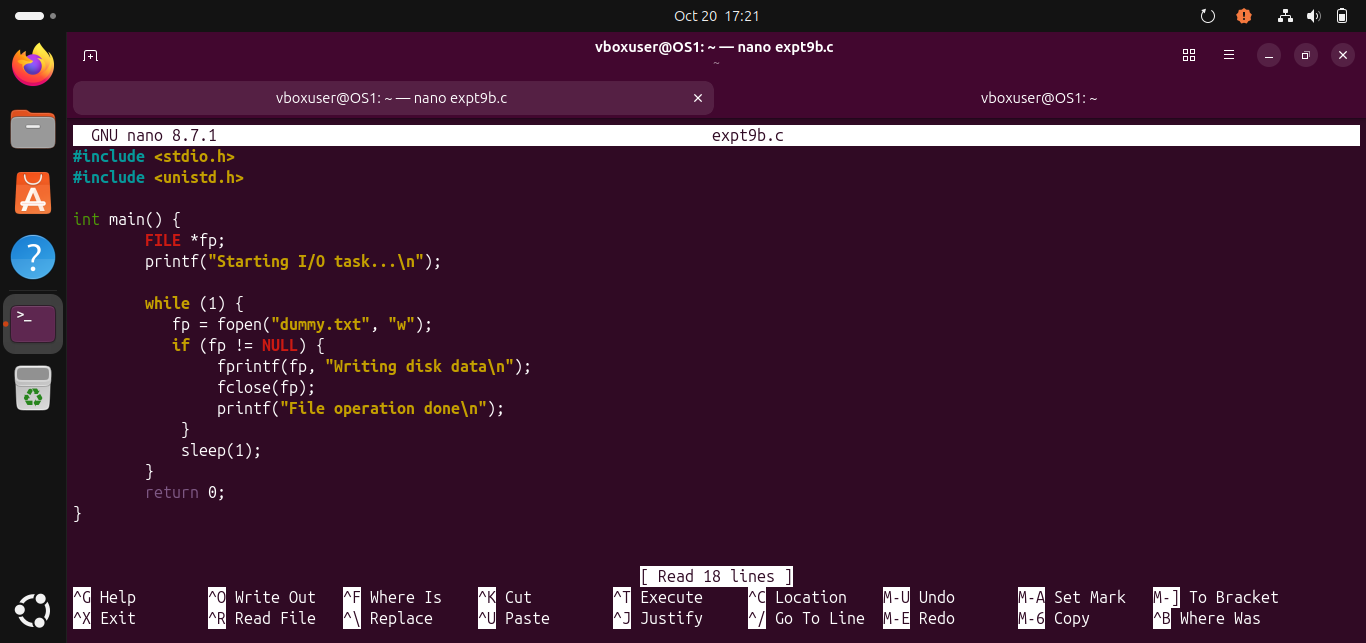 Oct 20 17:21
vboxuser@OS1: ~ — nano expt9b.c
~
vboxuser@OS1: ~ — nano expt9b.c
vboxuser@OS1: ~
GNU nano 8.7.1 expt9b.c
#include <stdio.h>
#include <unistd.h>
int main() {
FILE *fp;
printf("Starting I/O task...\n");
while (1) {
fp = fopen("dummy.txt", "w");
if (fp != NULL) {
fprintf(fp, "Writing disk data\n");
fclose(fp);
printf("File operation done\n");
}
sleep(1);
}
return 0;
}
[ Read 18 lines ]
^G Help ^O Write Out ^F Where Is ^K Cut ^T Execute ^C Location M-U Undo M-A Set Mark M-] To Bracket
^X Exit ^R Read File ^\ Replace ^U Paste ^J Justify ^/ Go To Line M-E Redo M-6 Copy ^B Where Was